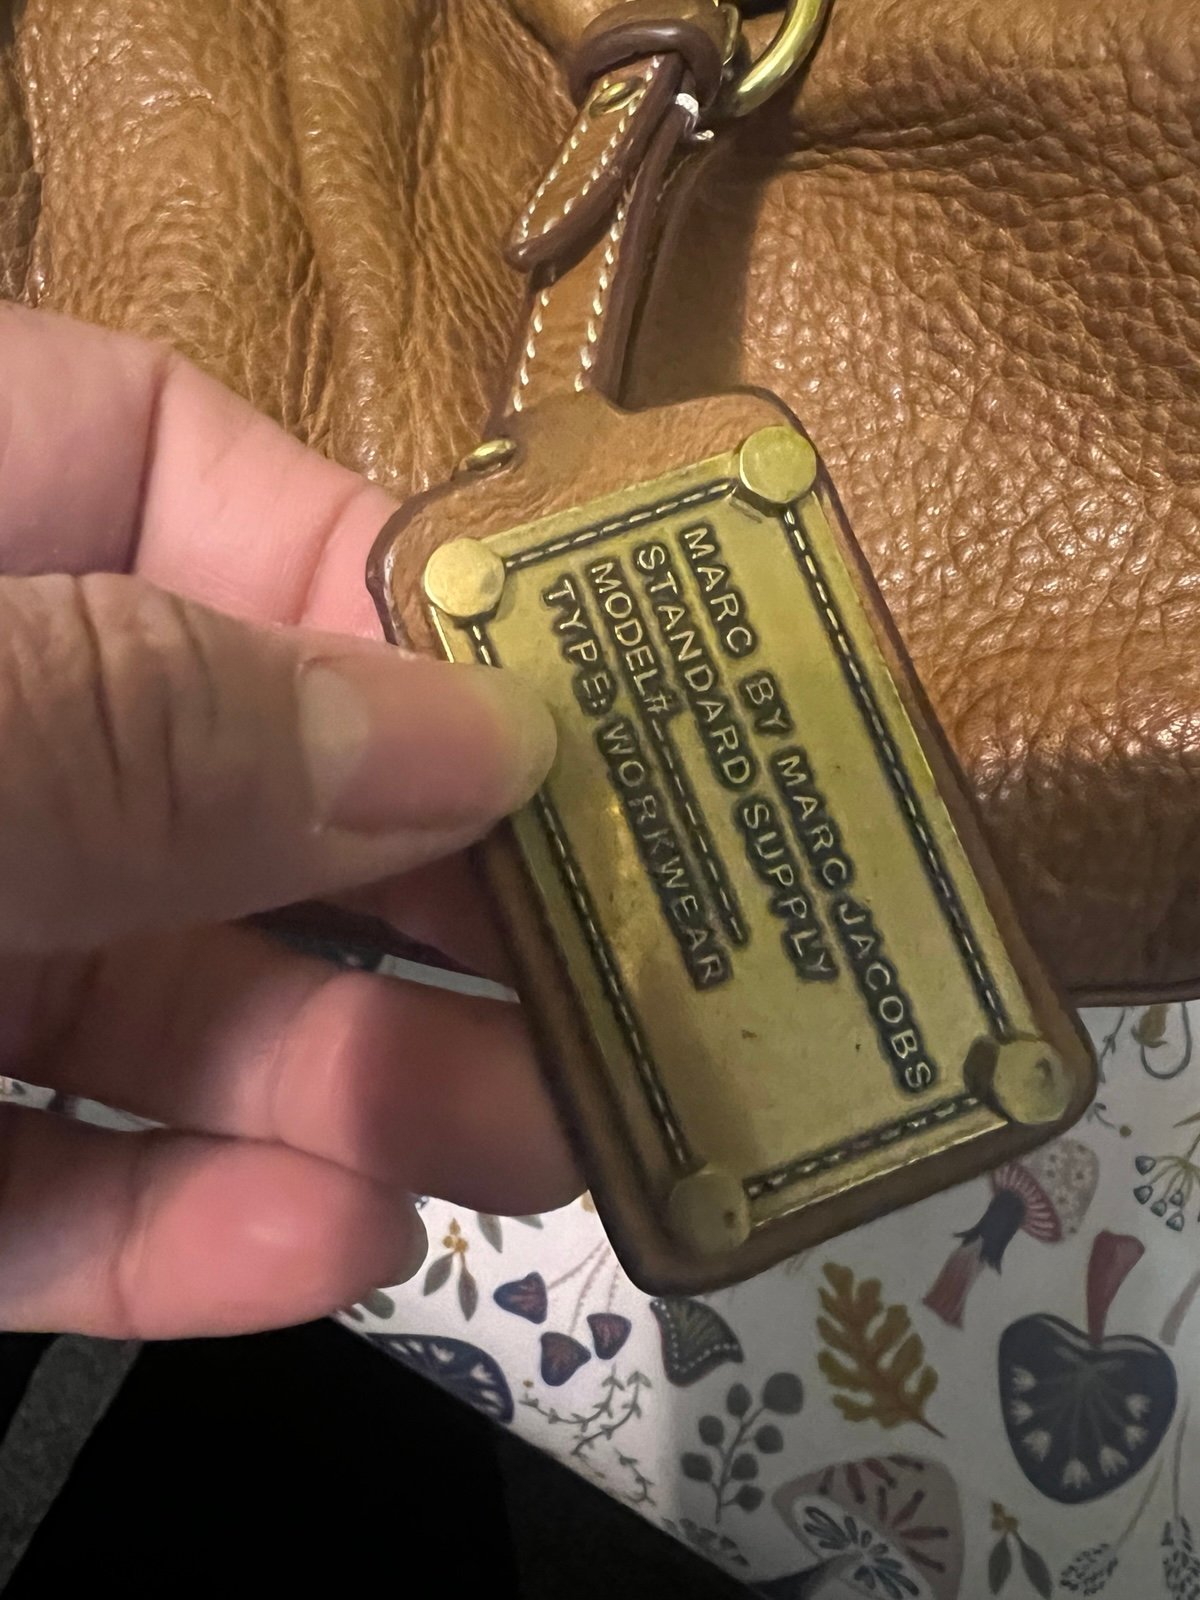 MARC BY MARC JACOBS
STANDARD SUPPLY
MODEL#
TYPE: WORKWEAR